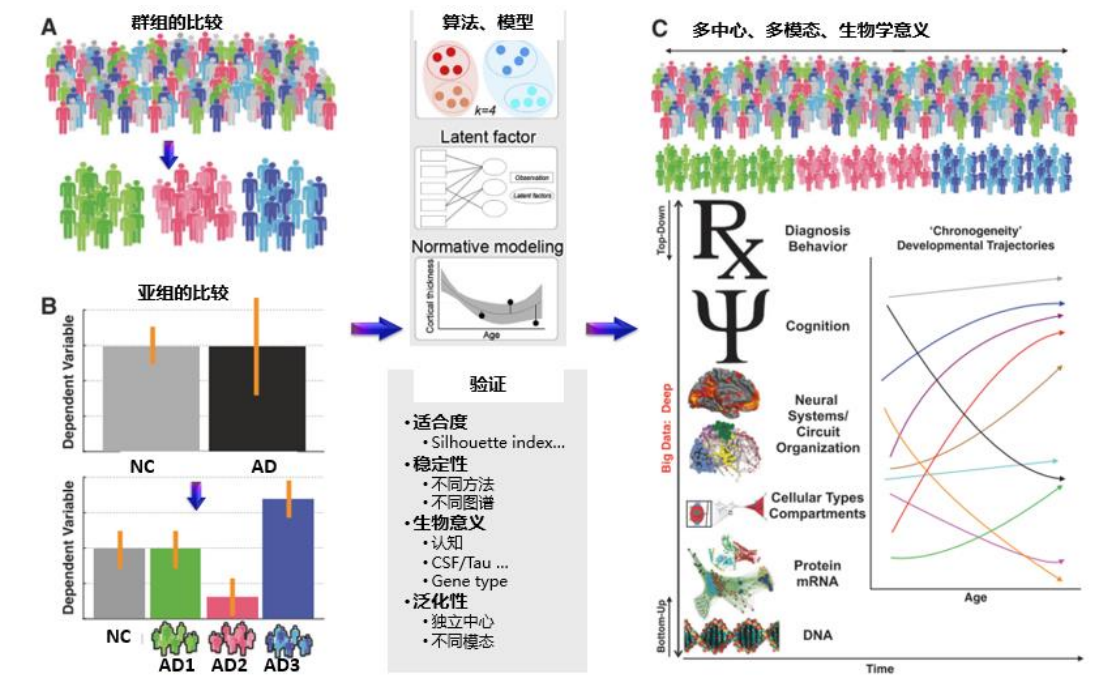 A
群组的比较
B
亚组的比较
Dependent Variable
NC
AD
Dependent Variable
NC
AD1
AD2
AD3
算法、模型
k=4
Latent factor
Observation
Latent factors
Normative modeling
Cortical thickness
Age
验证
•适合度
•Silhouette index...
•稳定性
•不同方法
•不同图谱
•生物意义
•认知
•CSF/Tau ...
•Gene type
•泛化性
•独立中心
•不同模态
C
多中心、多模态、生物学意义
Top-Down
Big Data: Deep
Bottom-Up
Rx
Diagnosis
Behavior
Ψ
Cognition
Neural
Systems/
Circuit
Organization
Cellular Types
Compartments
Protein
mRNA
DNA
‘Chronogeneity’
Developmental Trajectories
Age
Time